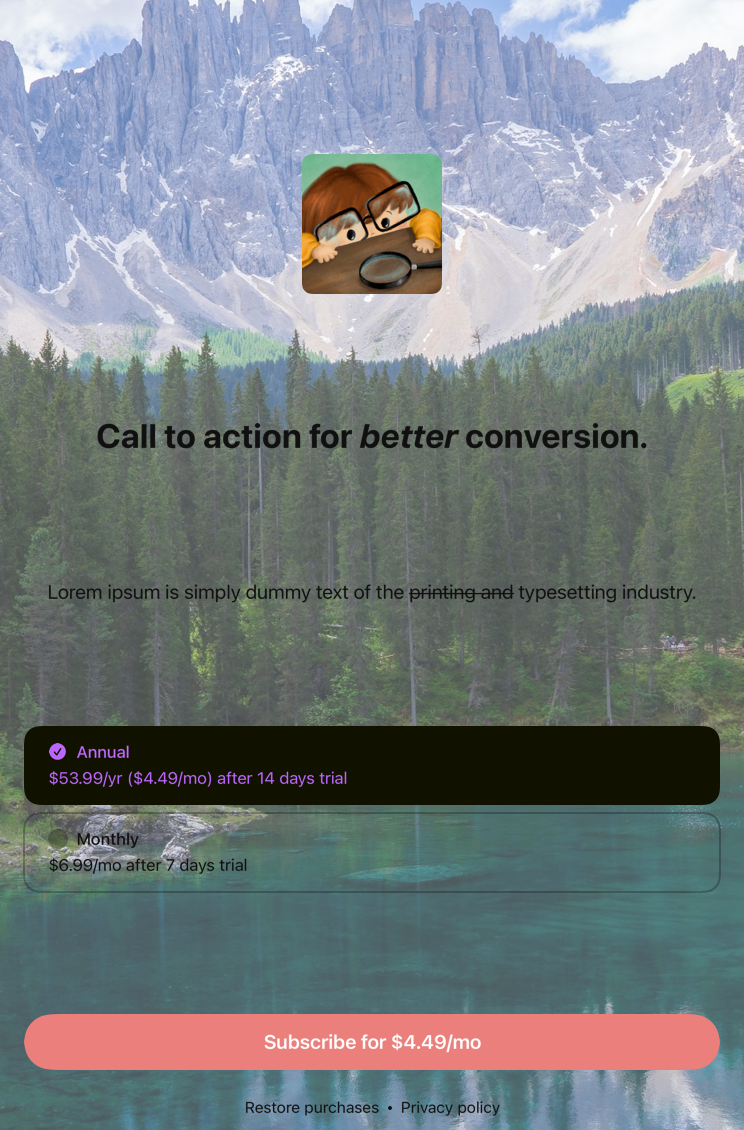 Call to action for better conversion.
Lorem ipsum is simply dummy text of the printing and typesetting industry.
Annual
$53.99/yr ($4.49/mo) after 14 days trial
Monthly
$6.99/mo after 7 days trial
Subscribe for $4.49/mo
Restore purchases • Privacy policy